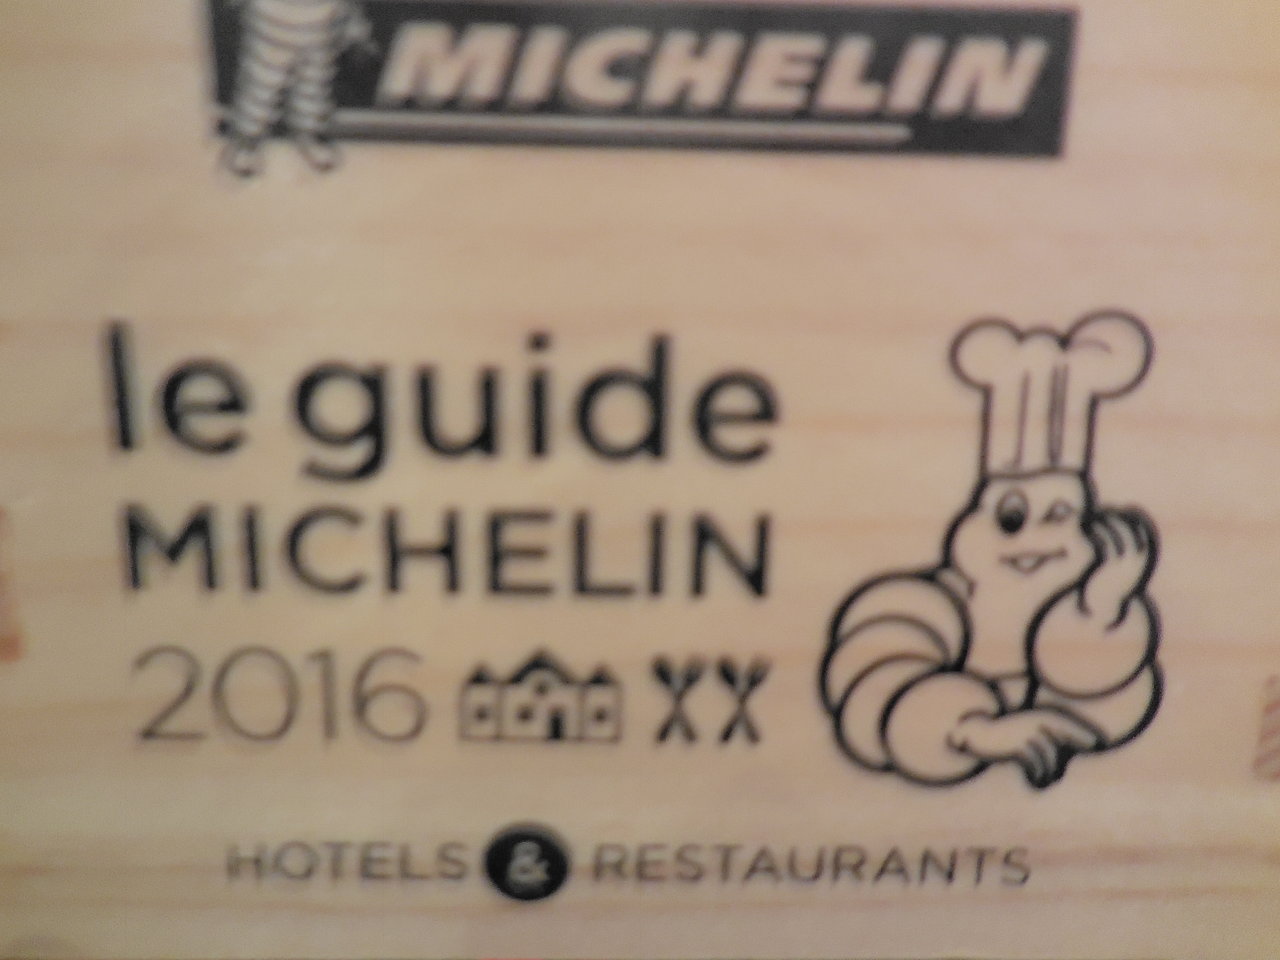 MICHELIN
le guide
MICHELIN
2016
HOTELS & RESTAURANTS